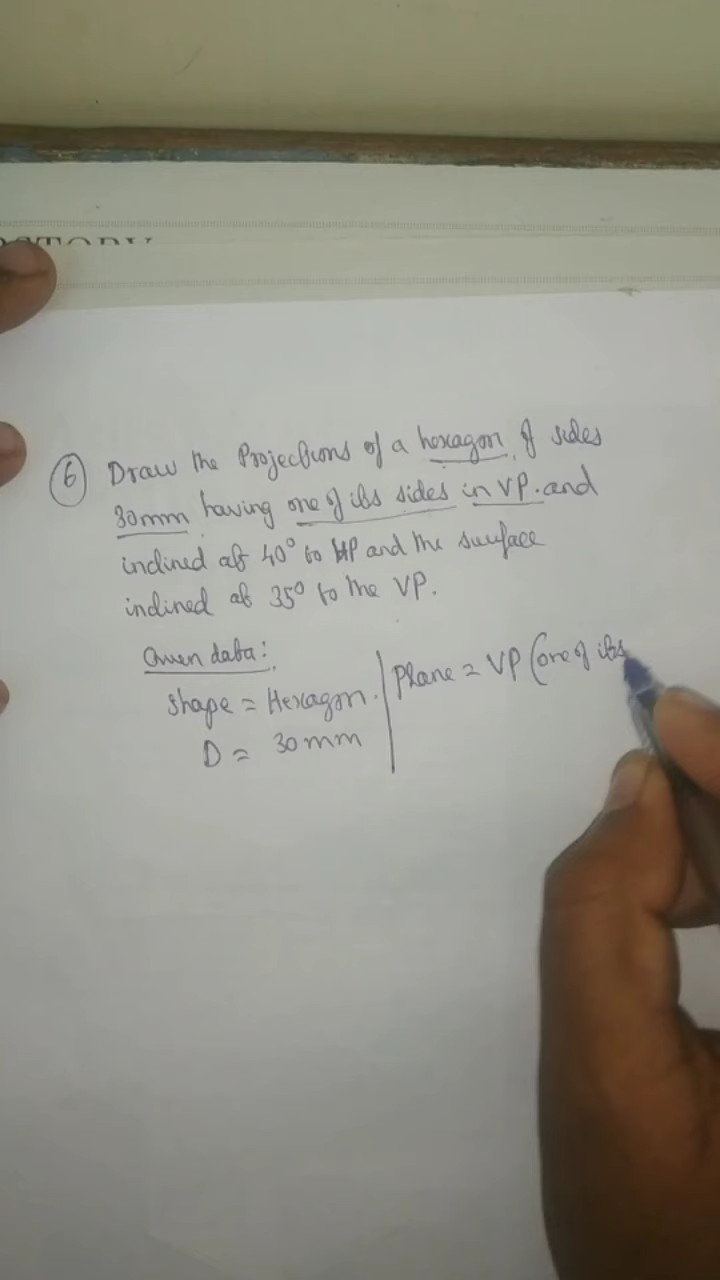 STORY
6 Draw the Projections of a hexagon of sides
30mm having one of its sides in VP. and
inclined at 40° to HP and the surface
inclined at 35° to the VP.
Given data:
Shape = Hexagon.
D = 30mm
Plane = VP (one of its